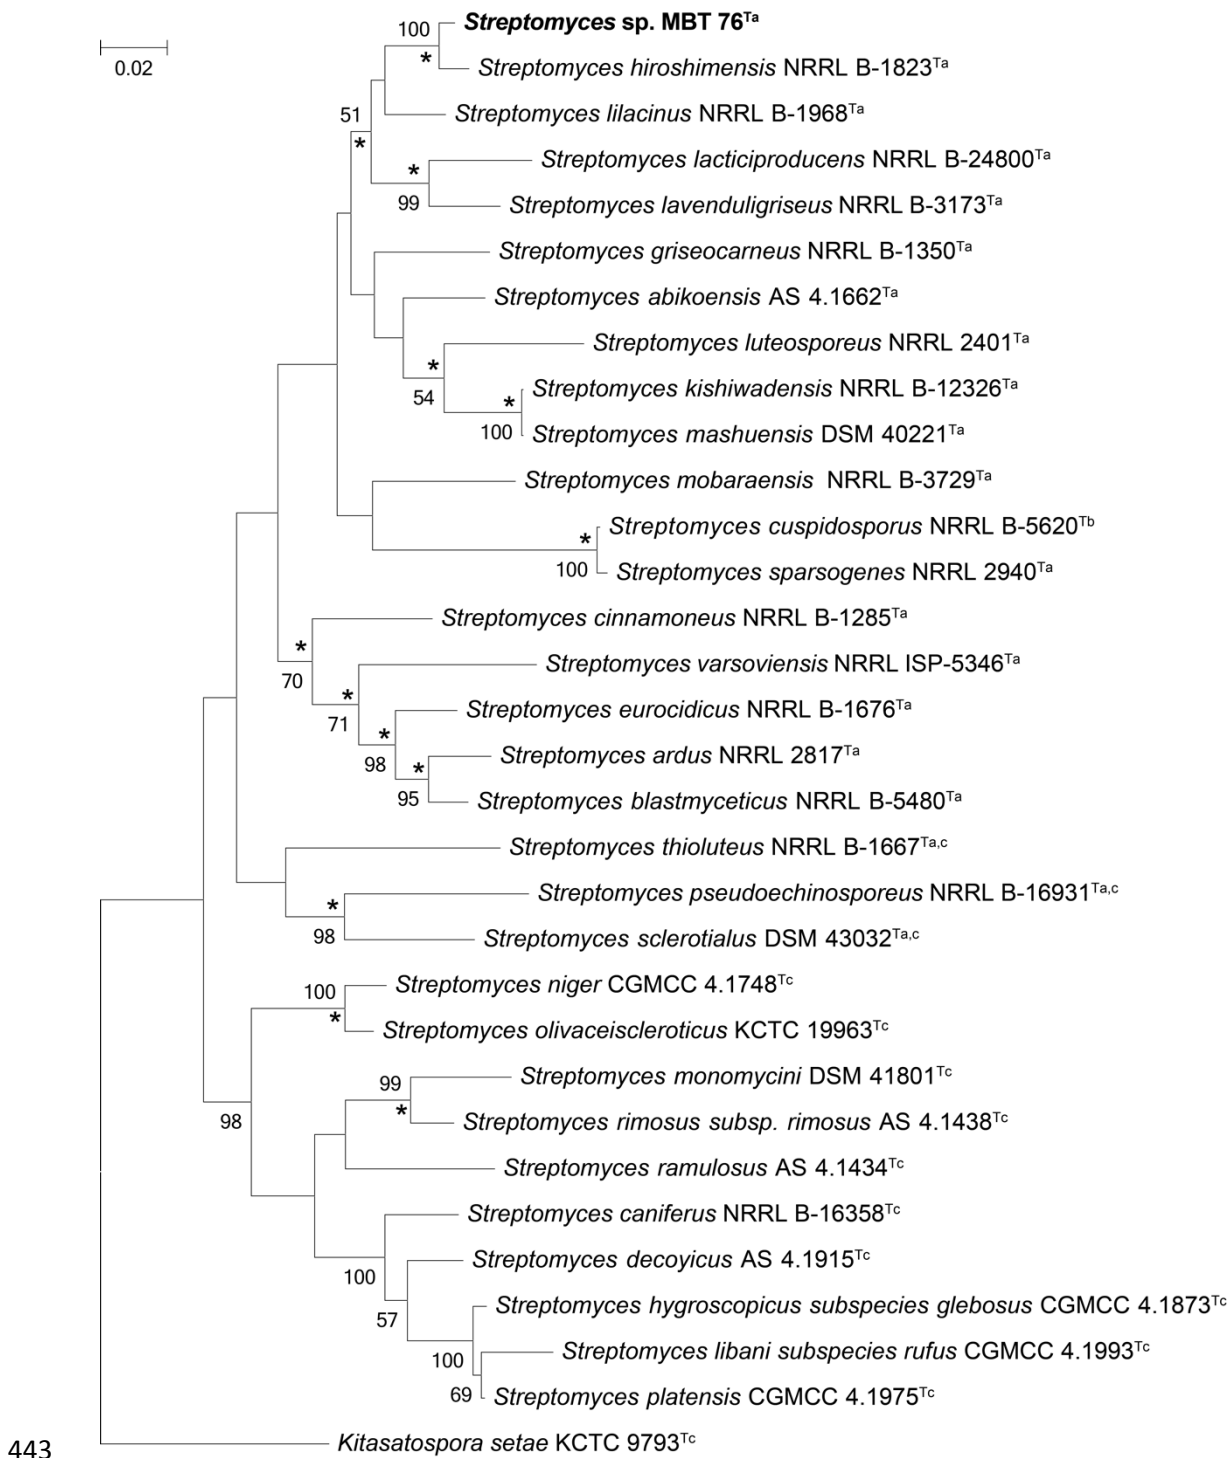 100 Streptomyces sp. MBT 76Ta
*
0.02
Streptomyces hiroshimensis NRRL B-1823Ta
51 Streptomyces lilacinus NRRL B-1968Ta
*
* Streptomyces lacticiproducens NRRL B-24800Ta
99 Streptomyces lavenduligriseus NRRL B-3173Ta
Streptomyces griseocarneus NRRL B-1350Ta
Streptomyces abikoensis AS 4.1662Ta
Streptomyces luteosporeus NRRL 2401Ta
*
54 Streptomyces kishiwadensis NRRL B-12326Ta
*
100 Streptomyces mashuensis DSM 40221Ta
Streptomyces mobaraensis NRRL B-3729Ta
Streptomyces cuspidosporus NRRL B-5620Tb
*
100 Streptomyces sparsogenes NRRL 2940Ta
Streptomyces cinnamoneus NRRL B-1285Ta
*
70 Streptomyces varsoviensis NRRL ISP-5346Ta
*
71 Streptomyces eurocidicus NRRL B-1676Ta
*
98 Streptomyces ardus NRRL 2817Ta
*
95 Streptomyces blastmyceticus NRRL B-5480Ta
Streptomyces thioluteus NRRL B-1667Ta,c
Streptomyces pseudoechinosporeus NRRL B-16931Ta,c
*
98 Streptomyces sclerotialus DSM 43032Ta,c
100 Streptomyces niger CGMCC 4.1748Tc
*
Streptomyces olivaceiscleroticus KCTC 19963Tc
99 Streptomyces monomycini DSM 41801Tc
*
98 Streptomyces rimosus subsp. rimosus AS 4.1438Tc
Streptomyces ramulosus AS 4.1434Tc
Streptomyces caniferus NRRL B-16358Tc
Streptomyces decoyicus AS 4.1915Tc
100
57 Streptomyces hygroscopicus subspecies glebosus CGMCC 4.1873Tc
100 Streptomyces libani subspecies rufus CGMCC 4.1993Tc
69 Streptomyces platensis CGMCC 4.1975Tc
443 Kitasatospora setae KCTC 9793Tc